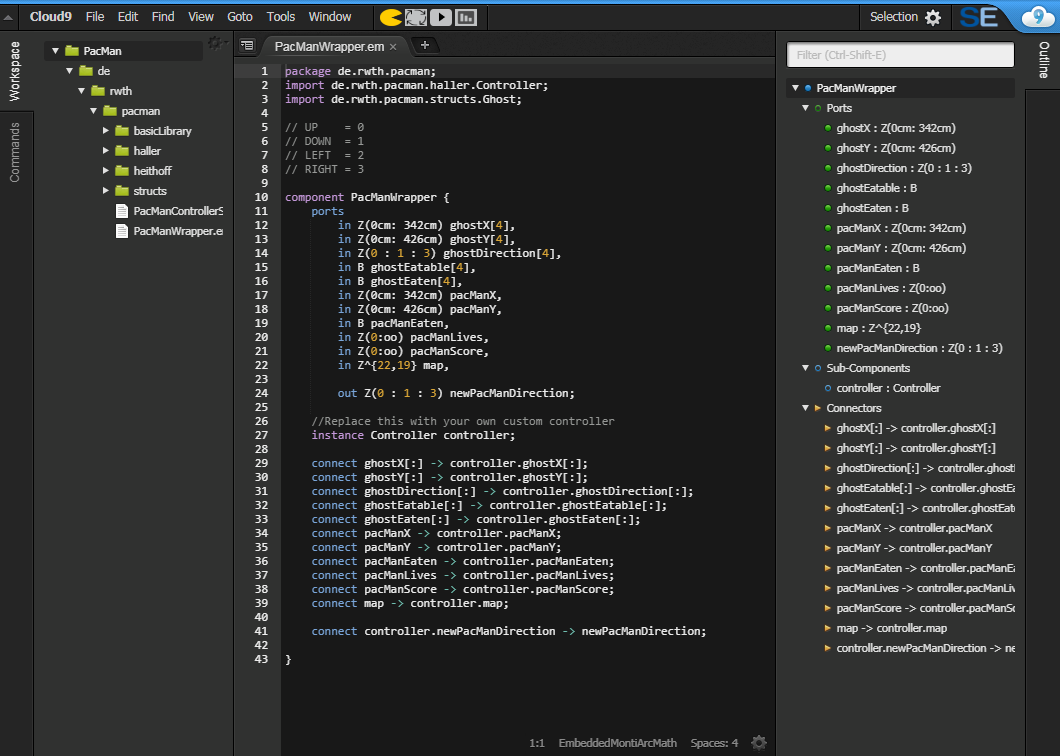 Cloud9 File Edit Find View Goto Tools Window
Selection SE 9
Workspace
Commands
PacMan
de
rwth
pacman
basicLibrary
haller
heithoff
structs
PacManControllerS
PacManWrapper.e
PacManWrapper.em × +
1 package de.rwth.pacman;
2 import de.rwth.pacman.haller.Controller;
3 import de.rwth.pacman.structs.Ghost;
4
5 // UP    = 0
6 // DOWN  = 1
7 // LEFT  = 2
8 // RIGHT = 3
9
10 component PacManWrapper {
11     ports
12         in Z(0cm: 342cm) ghostX[4],
13         in Z(0cm: 426cm) ghostY[4],
14         in Z(0 : 1 : 3) ghostDirection[4],
15         in B ghostEatable[4],
16         in B ghostEaten[4],
17         in Z(0cm: 342cm) pacManX,
18         in Z(0cm: 426cm) pacManY,
19         in B pacManEaten,
20         in Z(0:oo) pacManLives,
21         in Z(0:oo) pacManScore,
22         in Z^{22,19} map,
23
24         out Z(0 : 1 : 3) newPacManDirection;
25
26     //Replace this with your own custom controller
27     instance Controller controller;
28
29     connect ghostX[:] -> controller.ghostX[:];
30     connect ghostY[:] -> controller.ghostY[:];
31     connect ghostDirection[:] -> controller.ghostDirection[:];
32     connect ghostEatable[:] -> controller.ghostEatable[:];
33     connect ghostEaten[:] -> controller.ghostEaten[:];
34     connect pacManX -> controller.pacManX;
35     connect pacManY -> controller.pacManY;
36     connect pacManEaten -> controller.pacManEaten;
37     connect pacManLives -> controller.pacManLives;
38     connect pacManScore -> controller.pacManScore;
39     connect map -> controller.map;
40
41     connect controller.newPacManDirection -> newPacManDirection;
42
43 }
1:1 EmbeddedMontiArcMath Spaces: 4
Filter (Ctrl-Shift-E)
PacManWrapper
Ports
ghostX : Z(0cm: 342cm)
ghostY : Z(0cm: 426cm)
ghostDirection : Z(0 : 1 : 3)
ghostEatable : B
ghostEaten : B
pacManX : Z(0cm: 342cm)
pacManY : Z(0cm: 426cm)
pacManEaten : B
pacManLives : Z(0:oo)
pacManScore : Z(0:oo)
map : Z^{22,19}
newPacManDirection : Z(0 : 1 : 3)
Sub-Components
controller : Controller
Connectors
ghostX[:] -> controller.ghostX[:]
ghostY[:] -> controller.ghostY[:]
ghostDirection[:] -> controller.ghost
ghostEatable[:] -> controller.ghostEa
ghostEaten[:] -> controller.ghostEate
pacManX -> controller.pacManX
pacManY -> controller.pacManY
pacManEaten -> controller.pacManEa
pacManLives -> controller.pacManLiv
pacManScore -> controller.pacManSc
map -> controller.map
controller.newPacManDirection -> ne
Outline